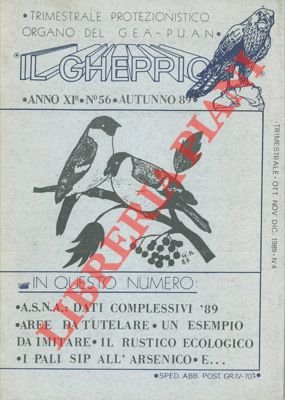 •TRIMESTRALE PROTEZIONISTICO
ORGANO DEL G.E.A.-P.UAN•
IL GHEPPIO
•ANNO XI°•N°56•AUTUNNO 89•
•TRIMESTRALE• OTT. NOV. DIC. 1989•N°4
87
IN QUESTO NUMERO:
•A.S.N.A.: DATI COMPLESSIVI '89
•AREE DA TUTELARE • UN ESEMPIO
DA IMITARE • IL RUSTICO ECOLOGICO
•I PALI SIP ALL'ARSENICO • E...
•SPED. ABB. POST. GR.IV-70%•
LIBRERIA PIANI